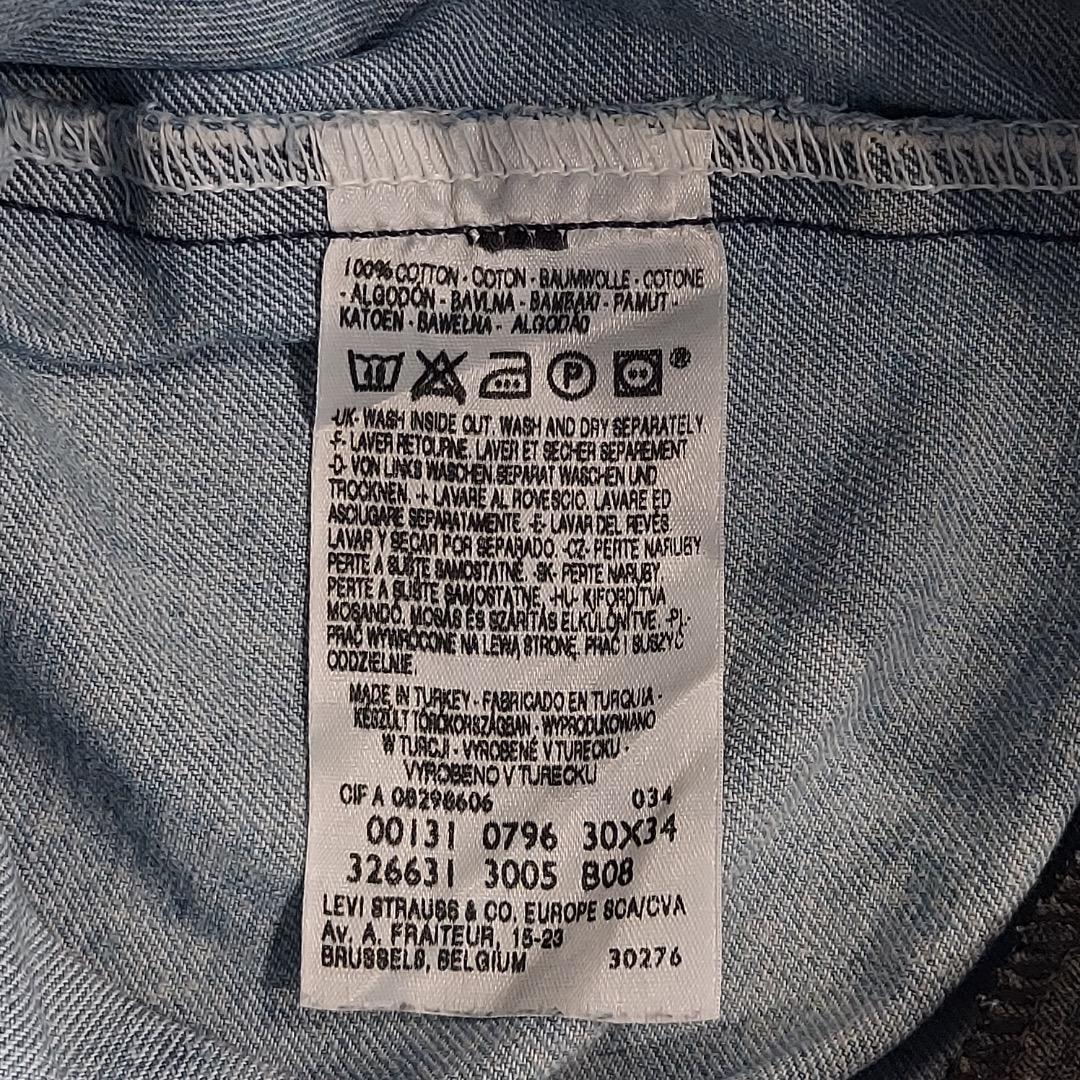 100% COTTON - COTON - BAUMWOLLE - COTONE
- ALGODÓN - BAVLNA - BAMBAKI - PAMUT -
KATOEN - BAWEŁNA - ALGODÃO
P ®
-UK- WASH INSIDE OUT. WASH AND DRY SEPARATELY
-F- LAVER RETOURNE. LAVER ET SECHER SEPAREMENT
-D- VON LINKS WASCHEN. SEPARAT WASCHEN UND
TROCKNEN. -I- LAVARE AL ROVESCIO. LAVARE ED
ASCIUGARE SEPARATAMENTE. -E- LAVAR DEL REVÉS.
LAVAR Y SECAR POR SEPARADO. -CZ- PERTE NARUBY.
PERTE A SUŠTE SAMOSTATNE. -SK- PERTE NARUBY.
PERTE A SUŠTE SAMOSTATNE. -HU- KIFORDÍTVA
MOSANDÓ. MOSÁS ÉS SZÁRÍTÁS ELKÜLÖNÍTVE. -PL-
PRAĆ WYWRÓCONE NA LEWĄ STRONĘ. PRAĆ I SUSZYĆ
ODDZIELNIE.
MADE IN TURKEY - FABRICADO EN TURQUIA -
KÉSZÜLT TÖRÖKORSZÁGBAN - WYPRODUKOWANO
W TURCJI - VYROBENÉ V TURECKU -
VYROBENO V TURECKU
CIF A 08298606 034
00131 0796 30X34
326631 3005 B08
LEVI STRAUSS & CO. EUROPE SCA/CVA
AV. A. FRAITEUR, 15-23
BRUSSELS, BELGIUM 30276